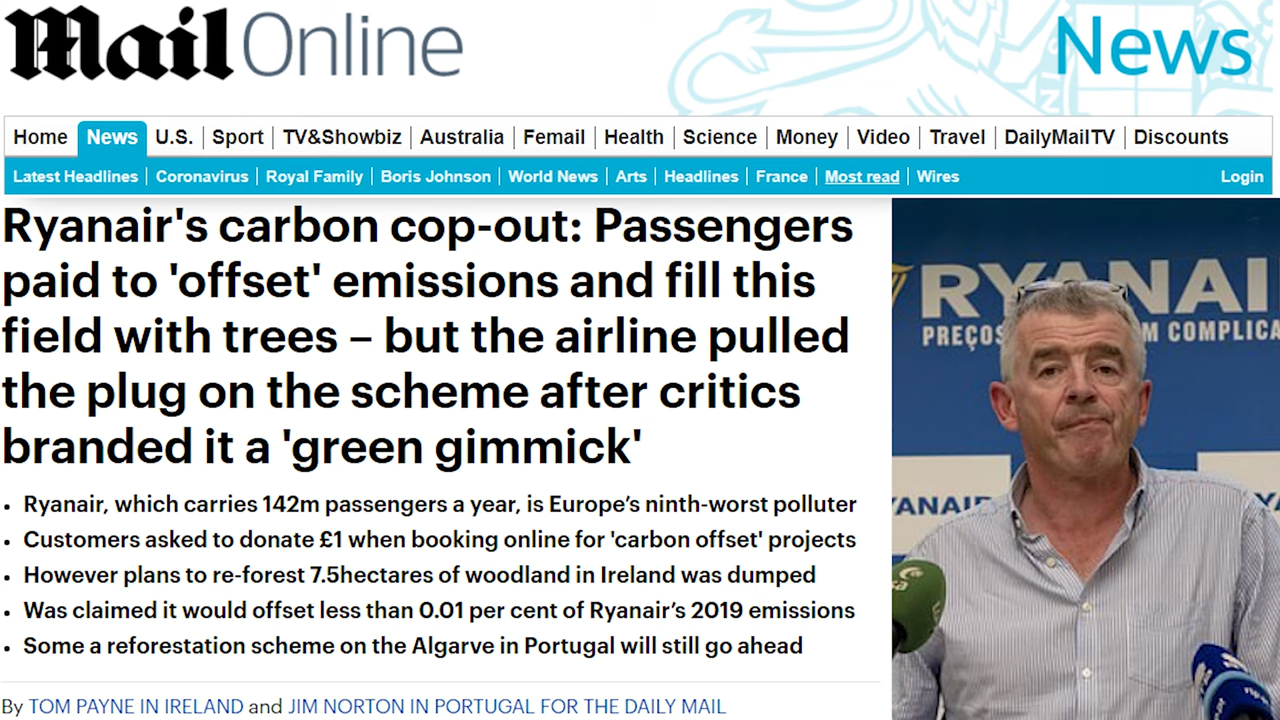 Mail Online
News
Home News U.S. Sport TV&Showbiz Australia Femail Health Science Money Video Travel DailyMailTV Discounts
Latest Headlines Coronavirus Royal Family Boris Johnson World News Arts Headlines France Most read Wires Login
Ryanair's carbon cop-out: Passengers
paid to 'offset' emissions and fill this
field with trees – but the airline pulled
the plug on the scheme after critics
branded it a 'green gimmick'
• Ryanair, which carries 142m passengers a year, is Europe's ninth-worst polluter
• Customers asked to donate £1 when booking online for 'carbon offset' projects
• However plans to re-forest 7.5hectares of woodland in Ireland was dumped
• Was claimed it would offset less than 0.01 per cent of Ryanair's 2019 emissions
• Some a reforestation scheme on the Algarve in Portugal will still go ahead
By TOM PAYNE IN IRELAND and JIM NORTON IN PORTUGAL FOR THE DAILY MAIL
RYANAI
PREÇOS M COMPLICA
YANAIR